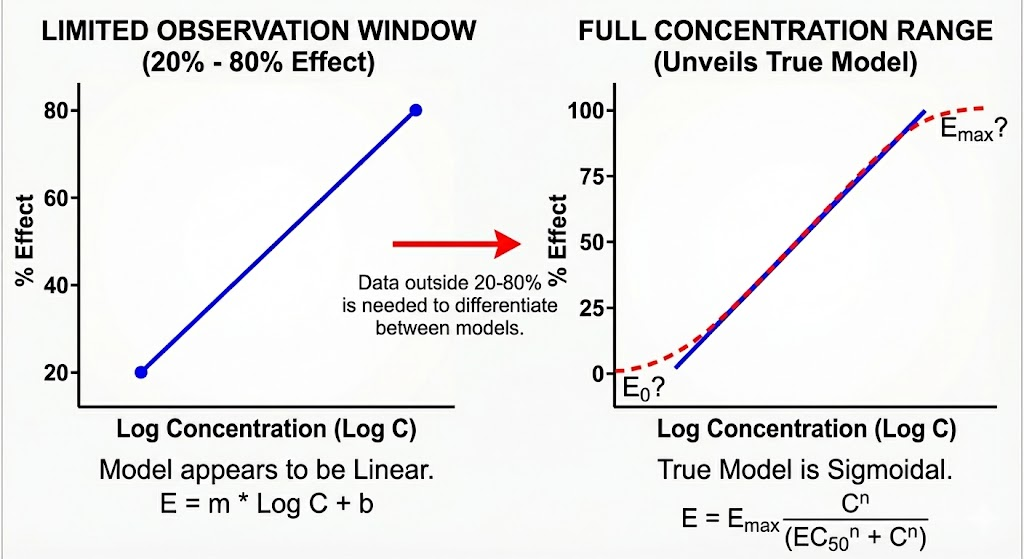 LIMITED OBSERVATION WINDOW
(20% - 80% Effect)
80
60
40
20
% Effect
Log Concentration (Log C)
Model appears to be Linear.
E = m * Log C + b
Data outside 20-80%
is needed to differentiate
between models.
FULL CONCENTRATION RANGE
(Unveils True Model)
100
75
50
25
0
% Effect
Emax?
E0?
Log Concentration (Log C)
True Model is Sigmoidal.
E = Emax Cⁿ / (EC50ⁿ + Cⁿ)